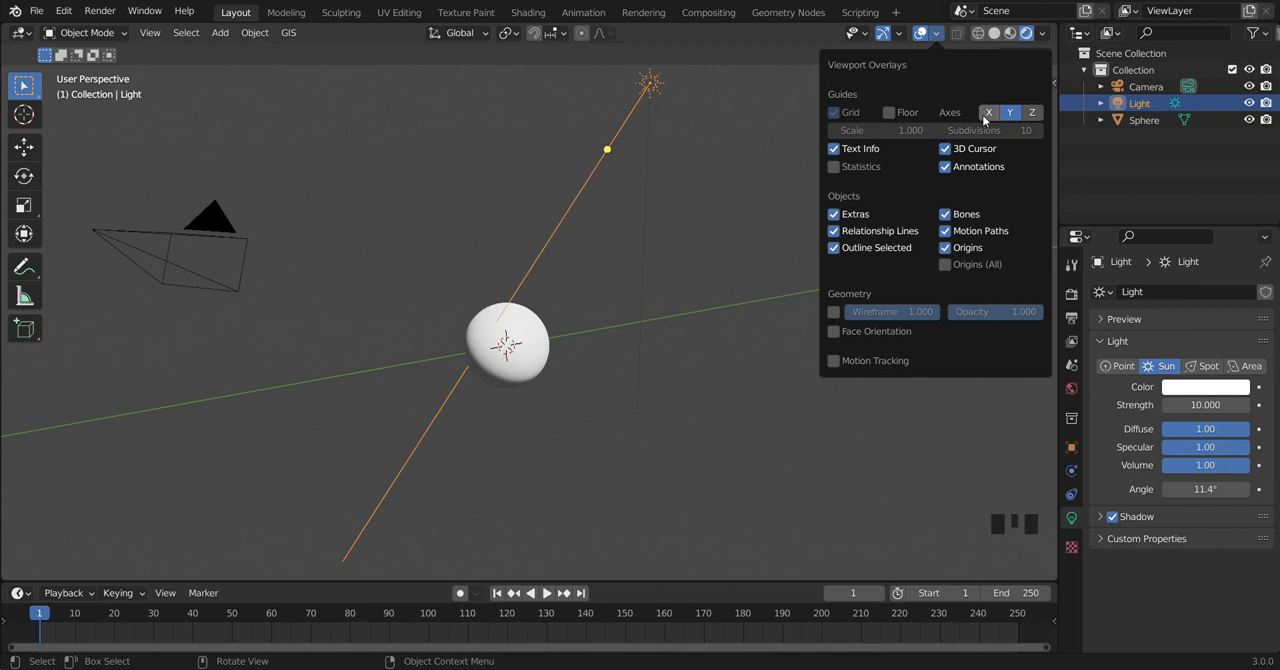 File Edit Render Window Help Layout Modeling Sculpting UV Editing Texture Paint Shading Animation Rendering Compositing Geometry Nodes Scripting + Scene ViewLayer
Object Mode View Select Add Object GIS Global
User Perspective
(1) Collection | Light
Viewport Overlays
Guides
Grid Floor Axes X Y Z
Scale 1.000 Subdivisions 10
Text Info 3D Cursor
Statistics Annotations
Objects
Extras Bones
Relationship Lines Motion Paths
Outline Selected Origins
Origins (All)
Geometry
Wireframe 1.000 Opacity 1.000
Face Orientation
Motion Tracking
Scene Collection
Collection
Camera
Light
Sphere
Light > Light
Light
Preview
Light
Point Sun Spot Area
Color
Strength 10.000
Diffuse 1.00
Specular 1.00
Volume 1.00
Angle 11.4°
Shadow
Custom Properties
Playback Keying View Marker 1 Start 1 End 250
1 10 20 30 40 50 60 70 80 90 100 110 120 130 140 150 160 170 180 190 200 210 220 230 240 250
Select Box Select Rotate View Object Context Menu 3.0.0